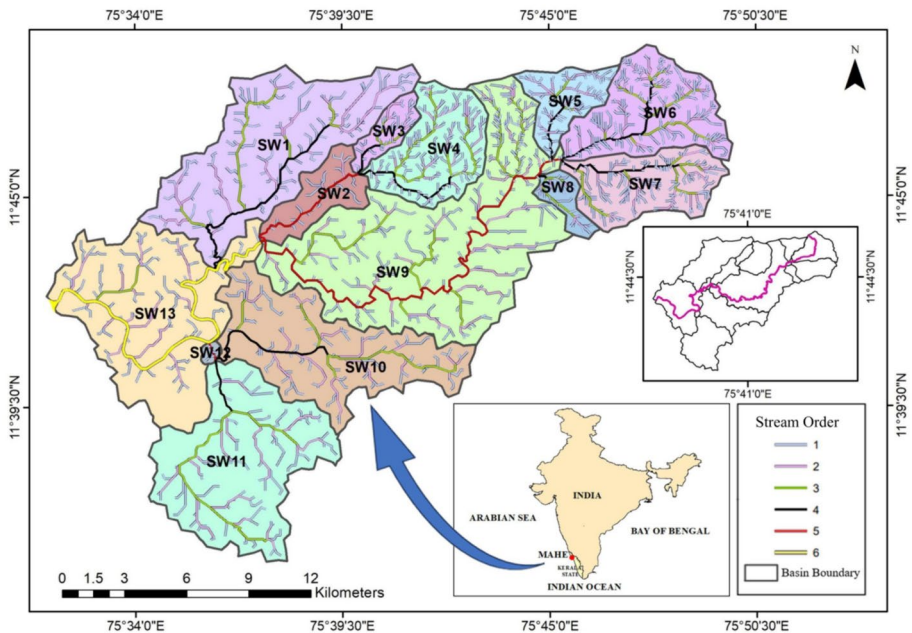 75°34'0"E 75°39'30"E 75°45'0"E 75°50'30"E
N
SW5
SW6
SW3
SW1
SW4
SW7
SW8
SW2
11°45'0"N
11°45'0"N
75°41'0"E
SW9
11°44'30"N
11°44'30"N
SW13
SW12
SW10
75°41'0"E
11°39'30"N
11°39'30"N
SW11
Stream Order
1
2
3
4
5
6
Basin Boundary
INDIA
ARABIAN SEA
BAY OF BENGAL
MAHE
KERALA
STATE
INDIAN OCEAN
0 1.5 3 6 9 12
Kilometers
75°34'0"E 75°39'30"E 75°45'0"E 75°50'30"E